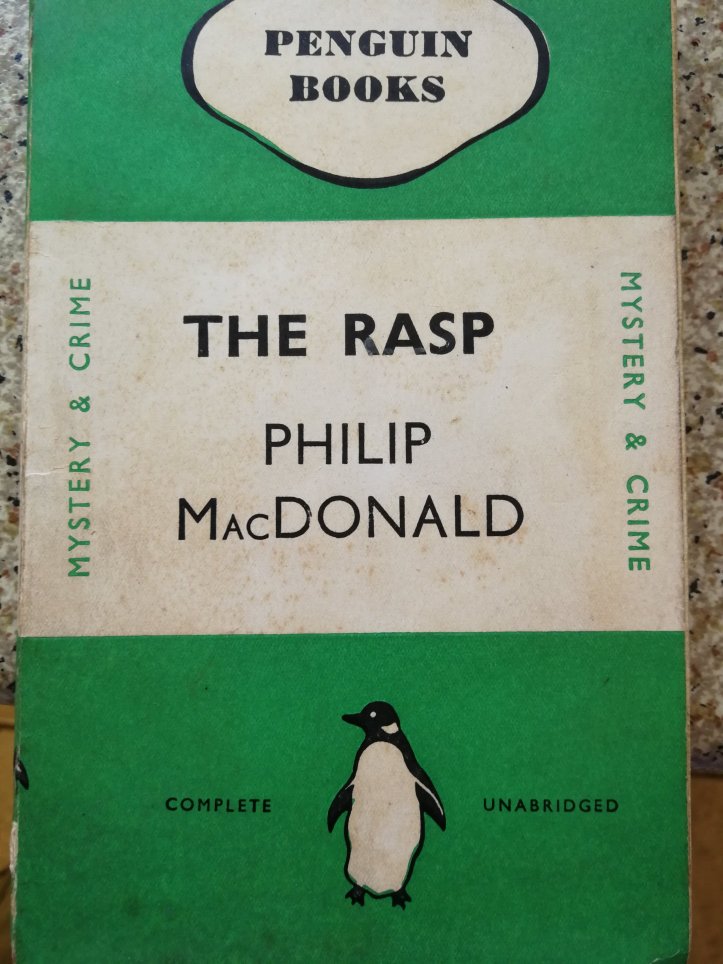 PENGUIN
BOOKS
MYSTERY & CRIME
THE RASP
PHILIP
MACDONALD
MYSTERY & CRIME
COMPLETE
UNABRIDGED